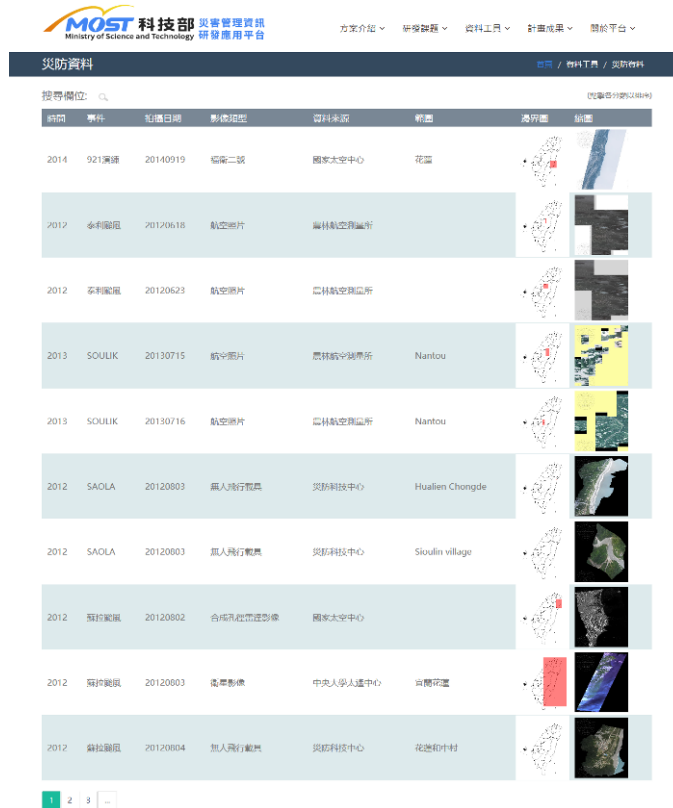 MOST 科技部 災害管理資訊
Ministry of Science and Technology 研發應用平台
方案介紹 研發課題 資料工具 計畫成果 關於平台
災防資料 首頁 / 資料工具 / 災防資料
搜尋欄位:
時間 事件 拍攝日期 影像類型 資料來源 範圍 邊界圖 縮圖
2014 921演練 20140919 福衛二號 國家太空中心 花蓮
2012 泰利颱風 20120618 航空照片 農林航空測量所
2012 泰利颱風 20120623 航空照片 農林航空測量所
2013 SOULIK 20130715 航空照片 農林航空測量所 Nantou
2013 SOULIK 20130716 航空照片 農林航空測量所 Nantou
2012 SAOLA 20120803 無人飛行載具 災防科技中心 Hualien Chongde
2012 SAOLA 20120803 無人飛行載具 災防科技中心 Sioulin village
2012 蘇拉颱風 20120802 合成孔徑雷達影像 國家太空中心
2012 蘇拉颱風 20120803 衛星影像 中央大學太遙中心 宜蘭花蓮
2012 蘇拉颱風 20120804 無人飛行載具 災防科技中心 花蓮和中村
1 2 3 ...